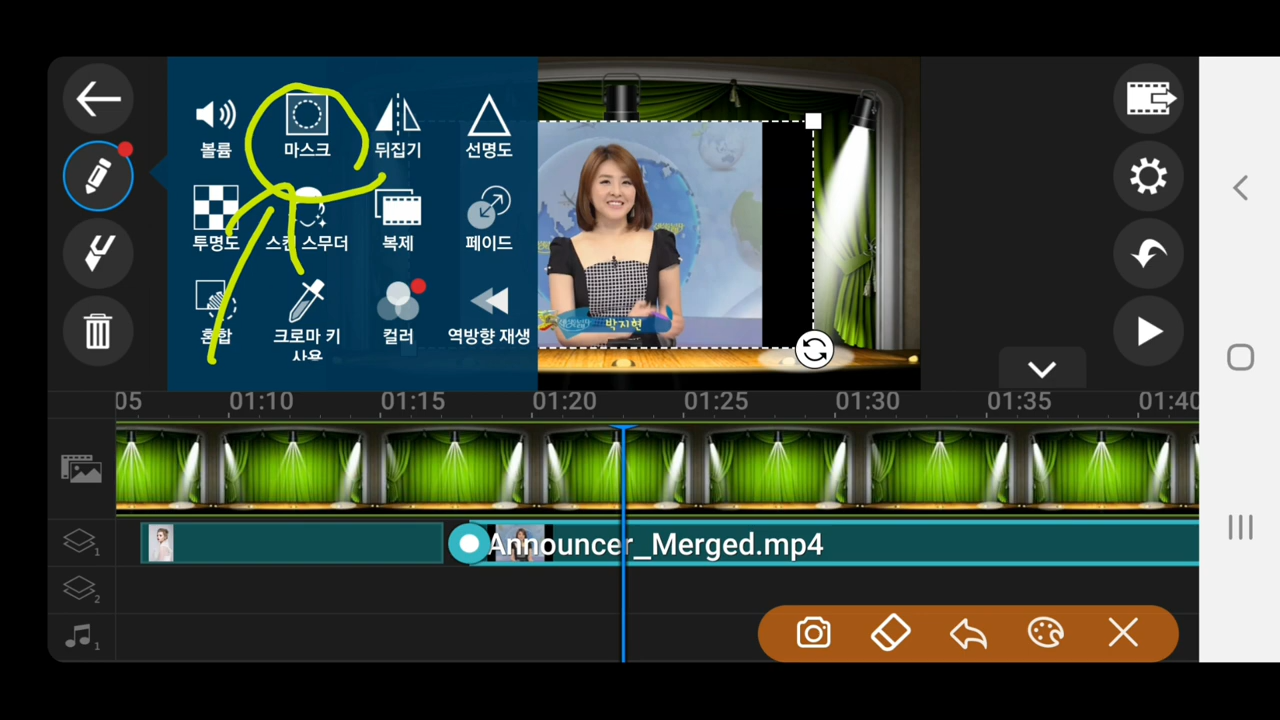 볼륨 마스크 뒤집기 선명도
투명도 스킨 스무더 복제 페이드
혼합 크로마 키 컬러 역방향 재생
사용
박지현
05 01:10 01:15 01:20 01:25 01:30 01:35 01:40
Announcer_Merged.mp4
1
2
1